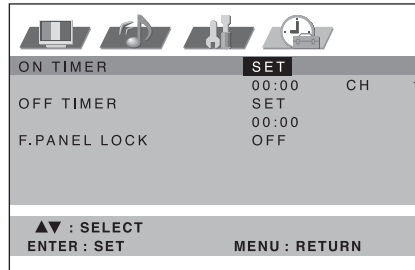 ON TIMER SET
00:00 CH
OFF TIMER SET
00:00
F.PANEL LOCK OFF
▲▼ : SELECT
ENTER : SET MENU : RETURN